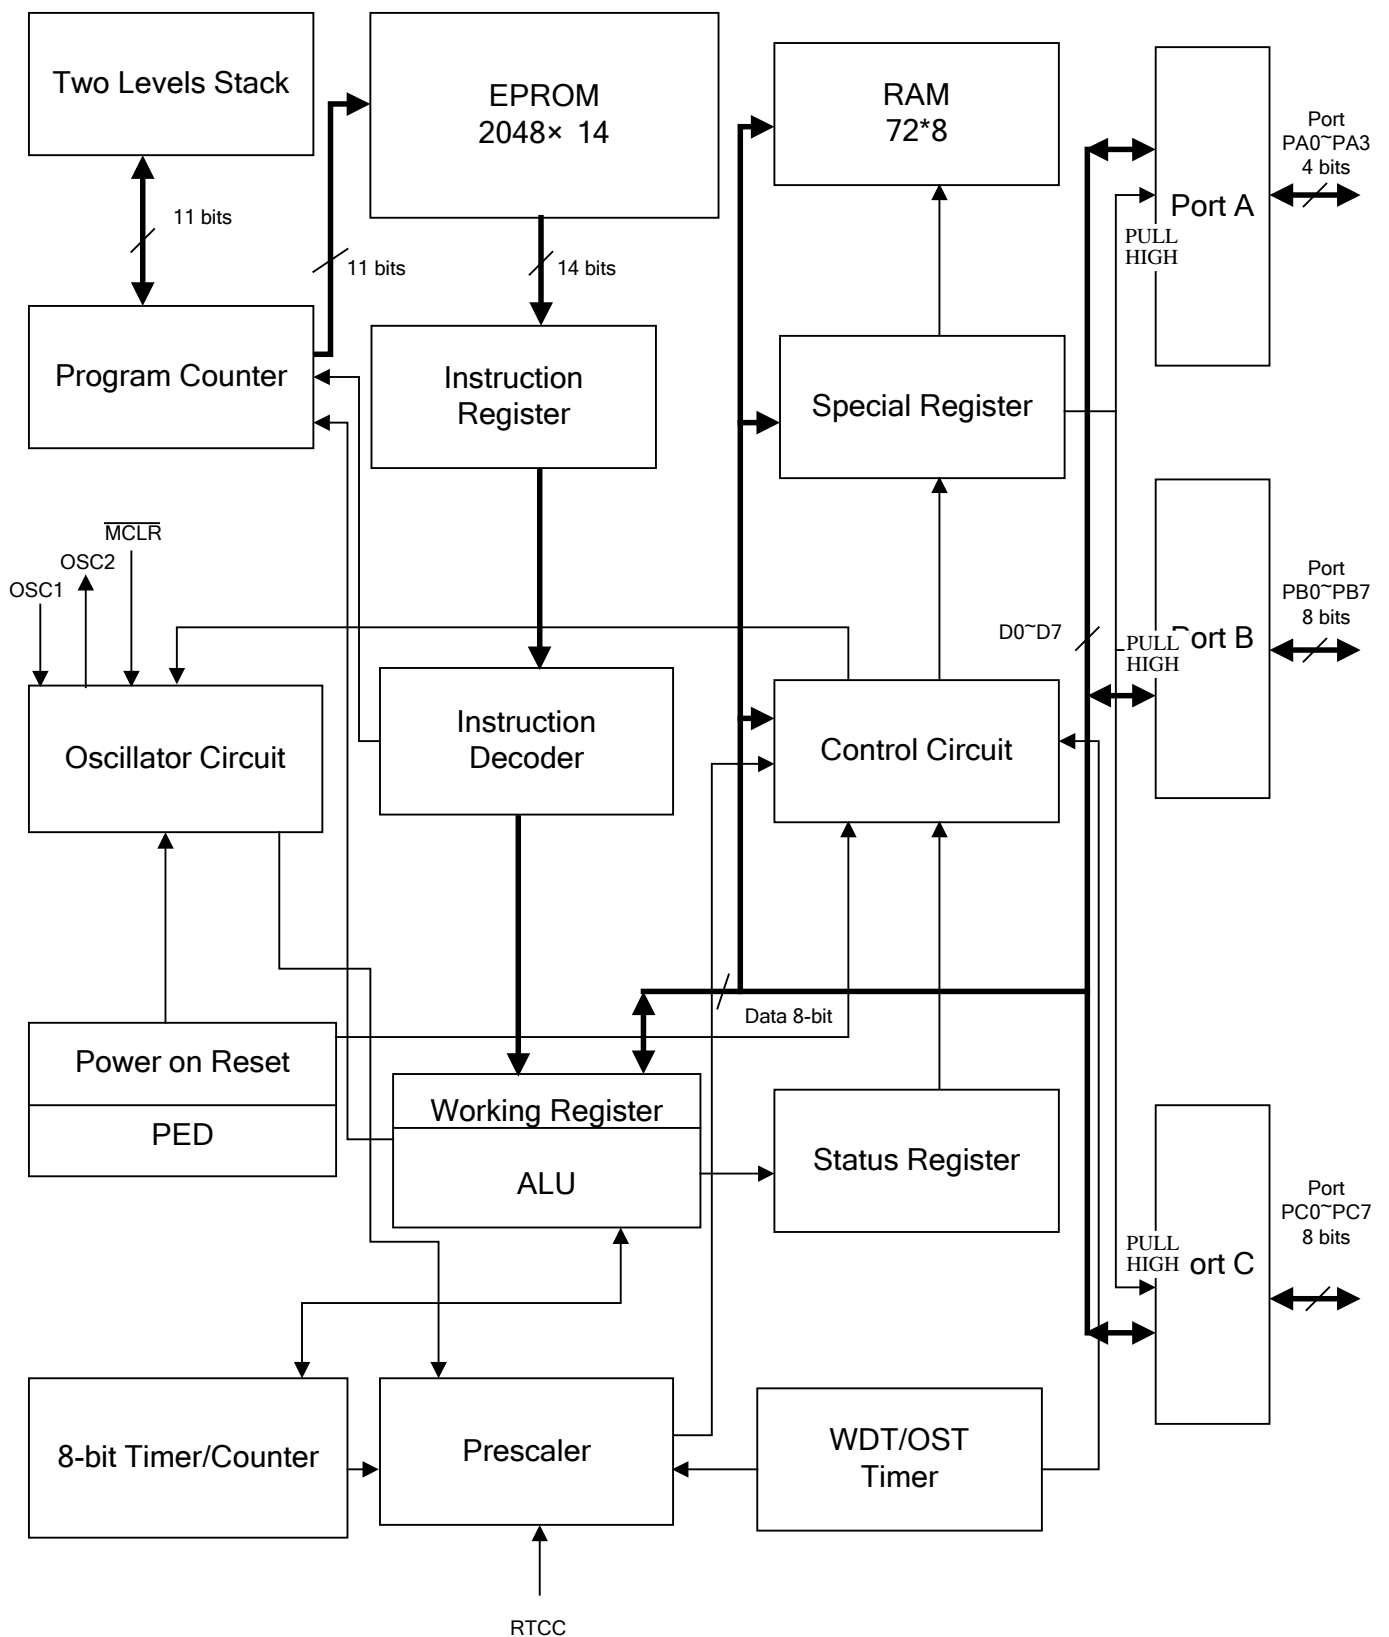 Two Levels Stack
EPROM
2048× 14
RAM
72*8
Port
PA0~PA3
4 bits
Port A
PULL
HIGH
11 bits
11 bits
14 bits
Program Counter
Instruction
Register
Special Register
MCLR
OSC2
OSC1
Port
PB0~PB7
8 bits
D0~D7
PULL
HIGH
ort B
Oscillator Circuit
Instruction
Decoder
Control Circuit
Data 8-bit
Power on Reset
PED
Working Register
ALU
Status Register
Port
PC0~PC7
8 bits
PULL
HIGH
ort C
8-bit Timer/Counter
Prescaler
WDT/OST
Timer
RTCC